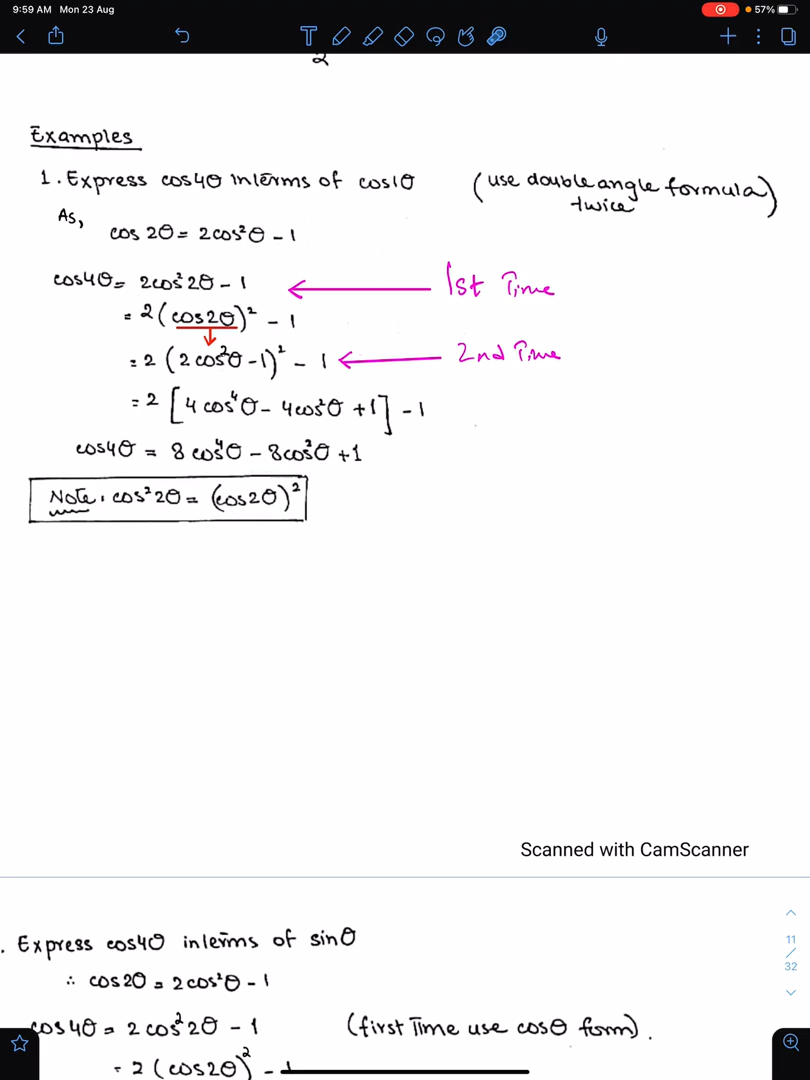 9:59 AM Mon 23 Aug
57%
2
Examples
1. Express cos4θ interms of cos1θ (use double angle formula twice)
As,
cos 2θ = 2cos²θ - 1
cos4θ = 2cos²2θ - 1 ← 1st Time
= 2(cos2θ)² - 1
= 2(2cos²θ - 1)² - 1 ← 2nd Time
= 2[4cos⁴θ - 4cos²θ + 1] - 1
cos4θ = 8cos⁴θ - 8cos²θ + 1
Note. cos²2θ = (cos2θ)²
Scanned with CamScanner
. Express cos4θ interms of sinθ
∴ cos2θ = 2cos²θ - 1
cos4θ = 2cos²2θ - 1 (first Time use cosθ form).
= 2(cos2θ)² - 1
11
/
32